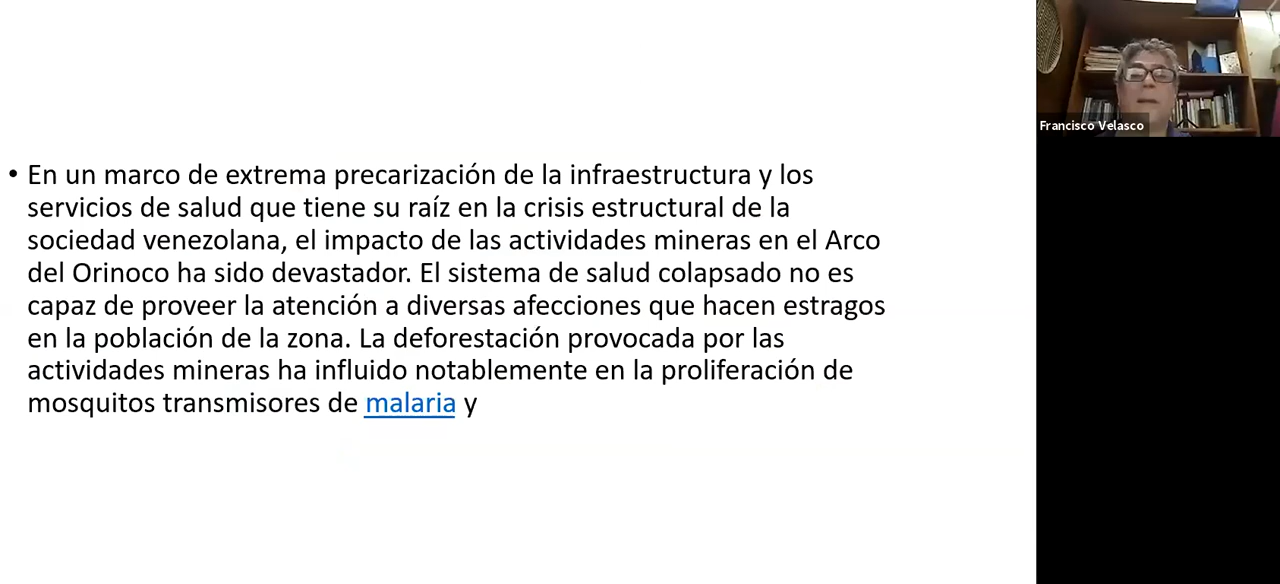 • En un marco de extrema precarización de la infraestructura y los
servicios de salud que tiene su raíz en la crisis estructural de la
sociedad venezolana, el impacto de las actividades mineras en el Arco
del Orinoco ha sido devastador. El sistema de salud colapsado no es
capaz de proveer la atención a diversas afecciones que hacen estragos
en la población de la zona. La deforestación provocada por las
actividades mineras ha influido notablemente en la proliferación de
mosquitos transmisores de malaria y
Francisco Velasco